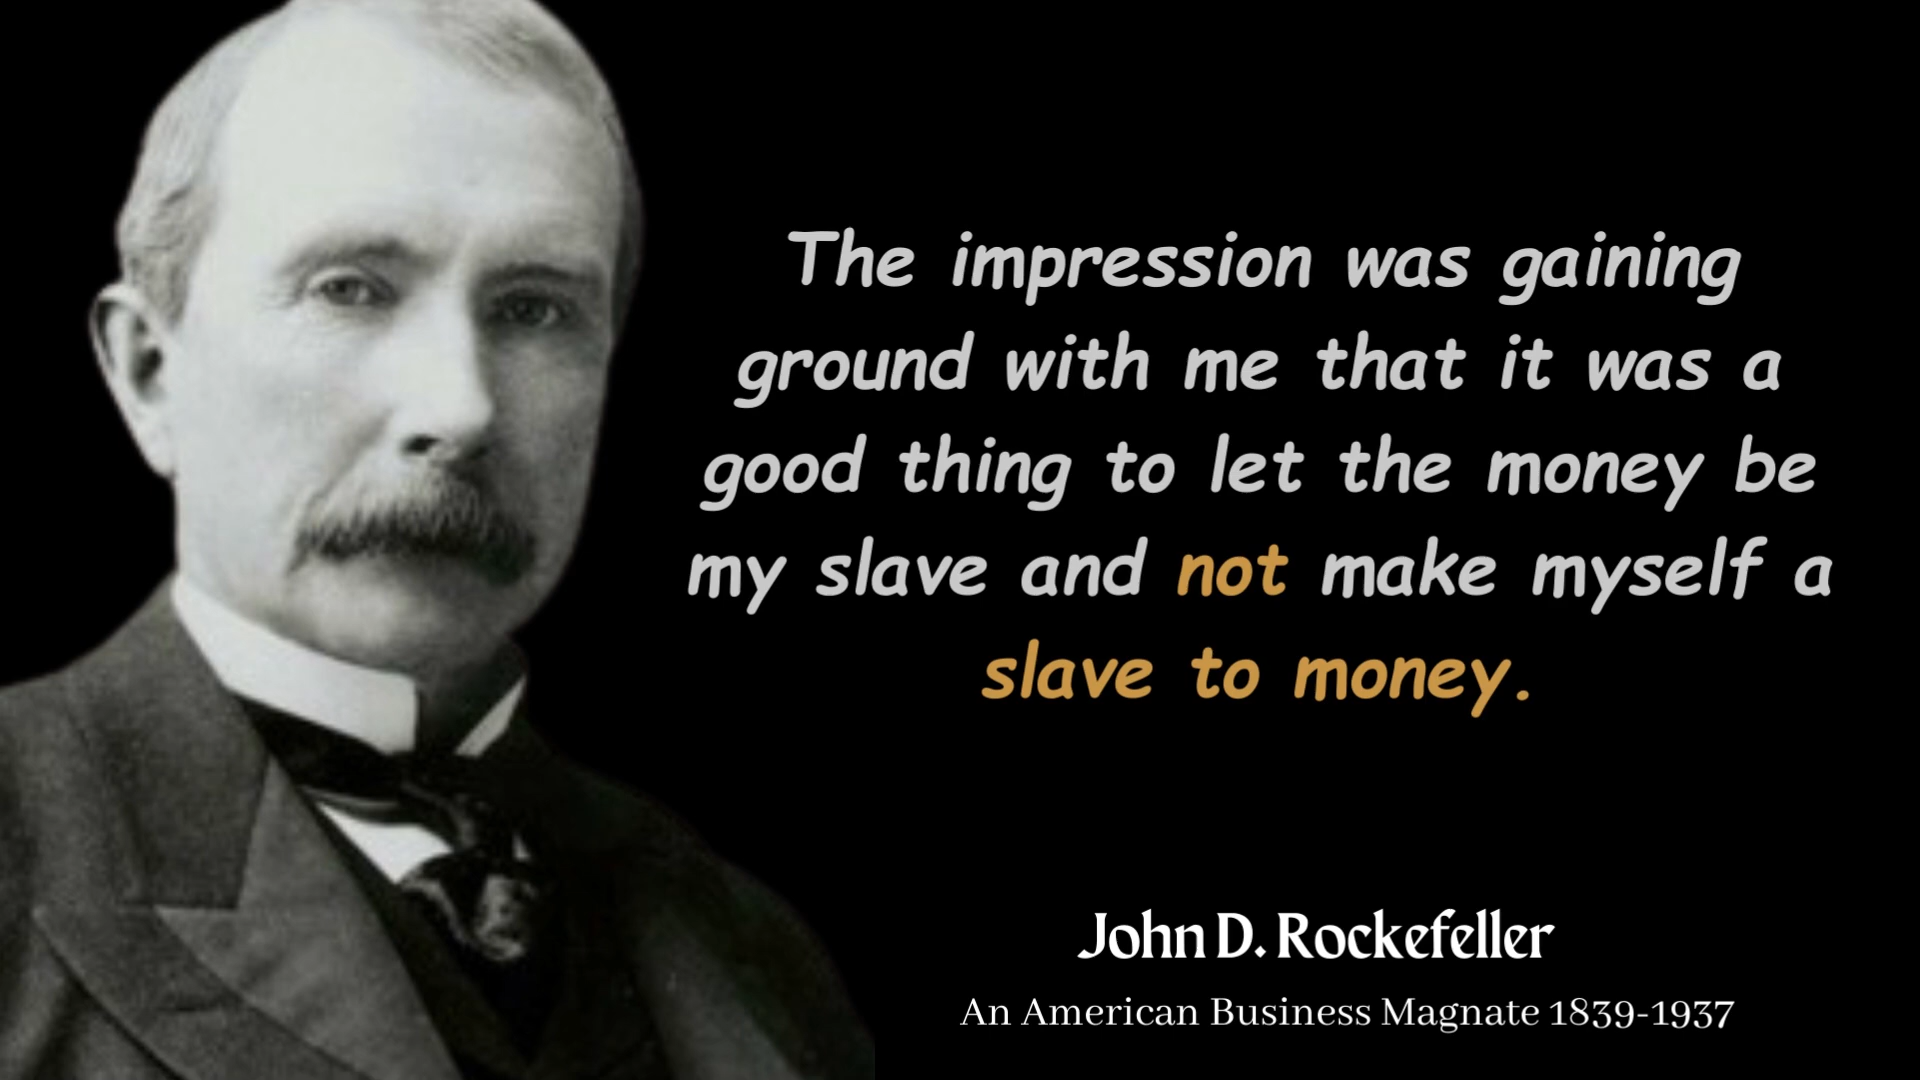 The impression was gaining
ground with me that it was a
good thing to let the money be
my slave and not make myself a
slave to money.
John D. Rockefeller
An American Business Magnate 1839-1937